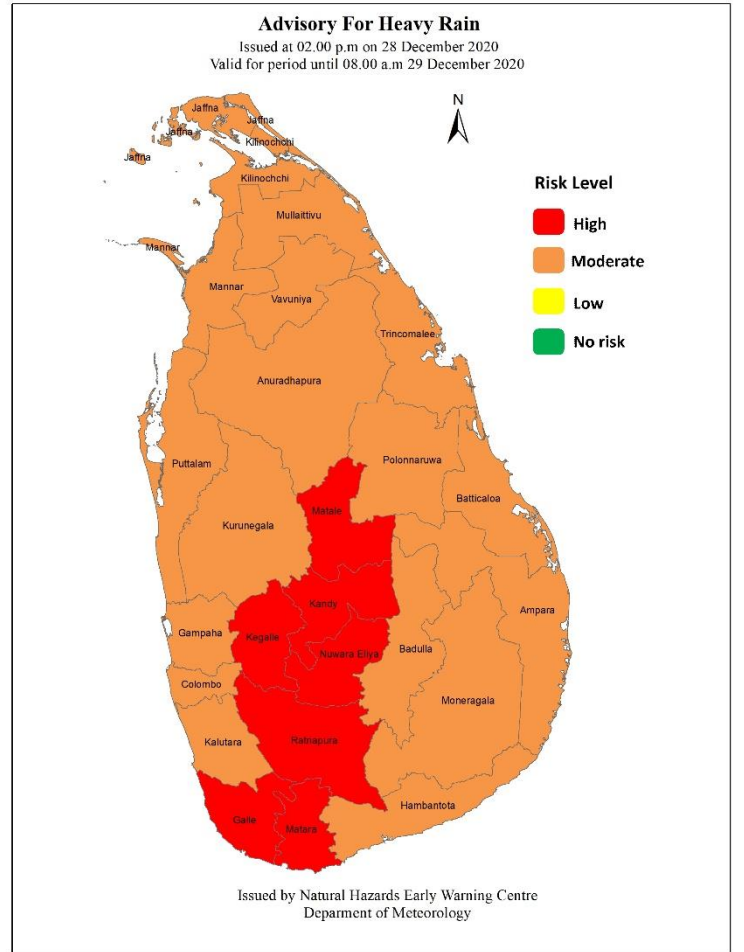 Advisory For Heavy Rain
Issued at 02.00 p.m on 28 December 2020
Valid for period until 08.00 a.m 29 December 2020
N
Jaffna
Jaffna
Jaffna
Kilinochchi
Jaffna
Kilinochchi
Risk Level
Mullaittivu
High
Mannar
Moderate
Mannar
Vavuniya
Low
Trincomalee
No risk
Anuradhapura
Polonnaruwa
Puttalam
Batticaloa
Matale
Kurunegala
Kandy
Ampara
Gampaha
Kegalle
Nuwara Eliya
Badulla
Colombo
Moneragala
Kalutara
Ratnapura
Hambantota
Galle
Matara
Issued by Natural Hazards Early Warning Centre
Deparment of Meteorology